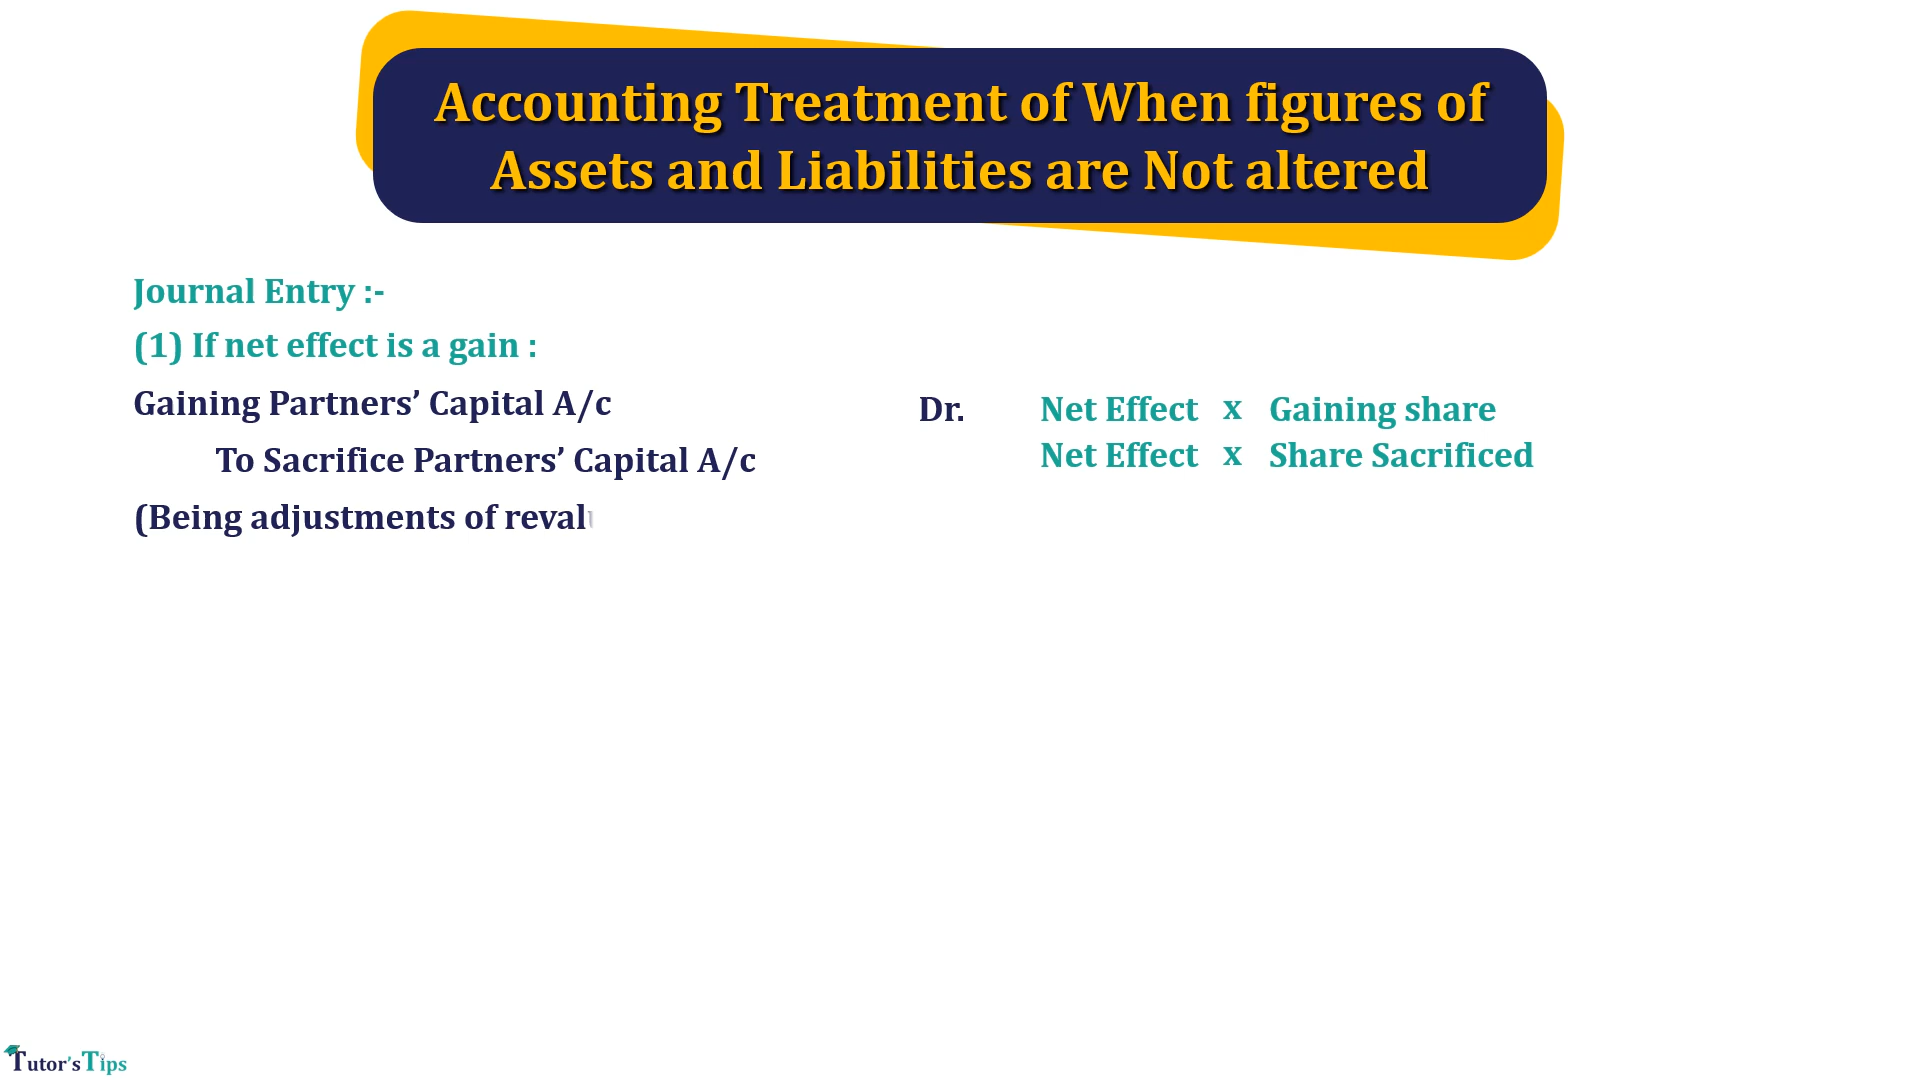 Accounting Treatment of When figures of
Assets and Liabilities are Not altered
Journal Entry :-
(1) If net effect is a gain :
Gaining Partners’ Capital A/c Dr. Net Effect x Gaining share
To Sacrifice Partners’ Capital A/c Net Effect x Share Sacrificed
(Being adjustments of reval
Tutor'sTips